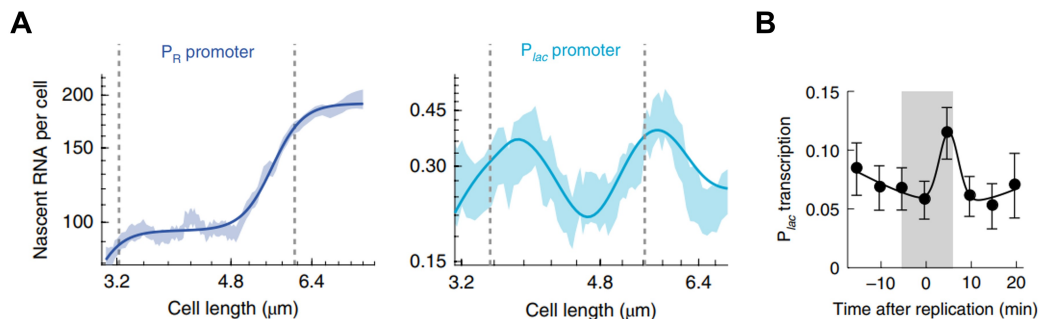 A
B
P_R promoter
P_lac promoter
Nascent RNA per cell
200
150
100
3.2 4.8 6.4
Cell length (μm)
0.45
0.30
0.15
3.2 4.8 6.4
Cell length (μm)
P_lac transcription
0.15
0.10
0.05
0
–10 0 10 20
Time after replication (min)